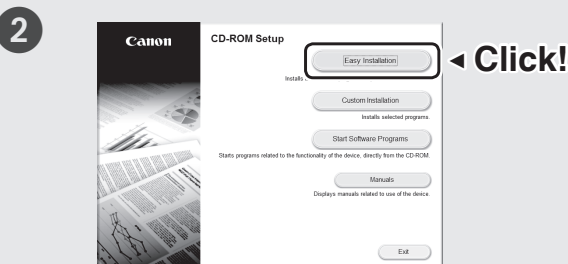 2
Canon
CD-ROM Setup
Easy Installation
◄ Click!
Installs
Custom Installation
Installs selected programs.
Start Software Programs
Starts programs related to the functionality of the device, directly from the CD-ROM.
Manuals
Displays manuals related to use of the device.
Exit